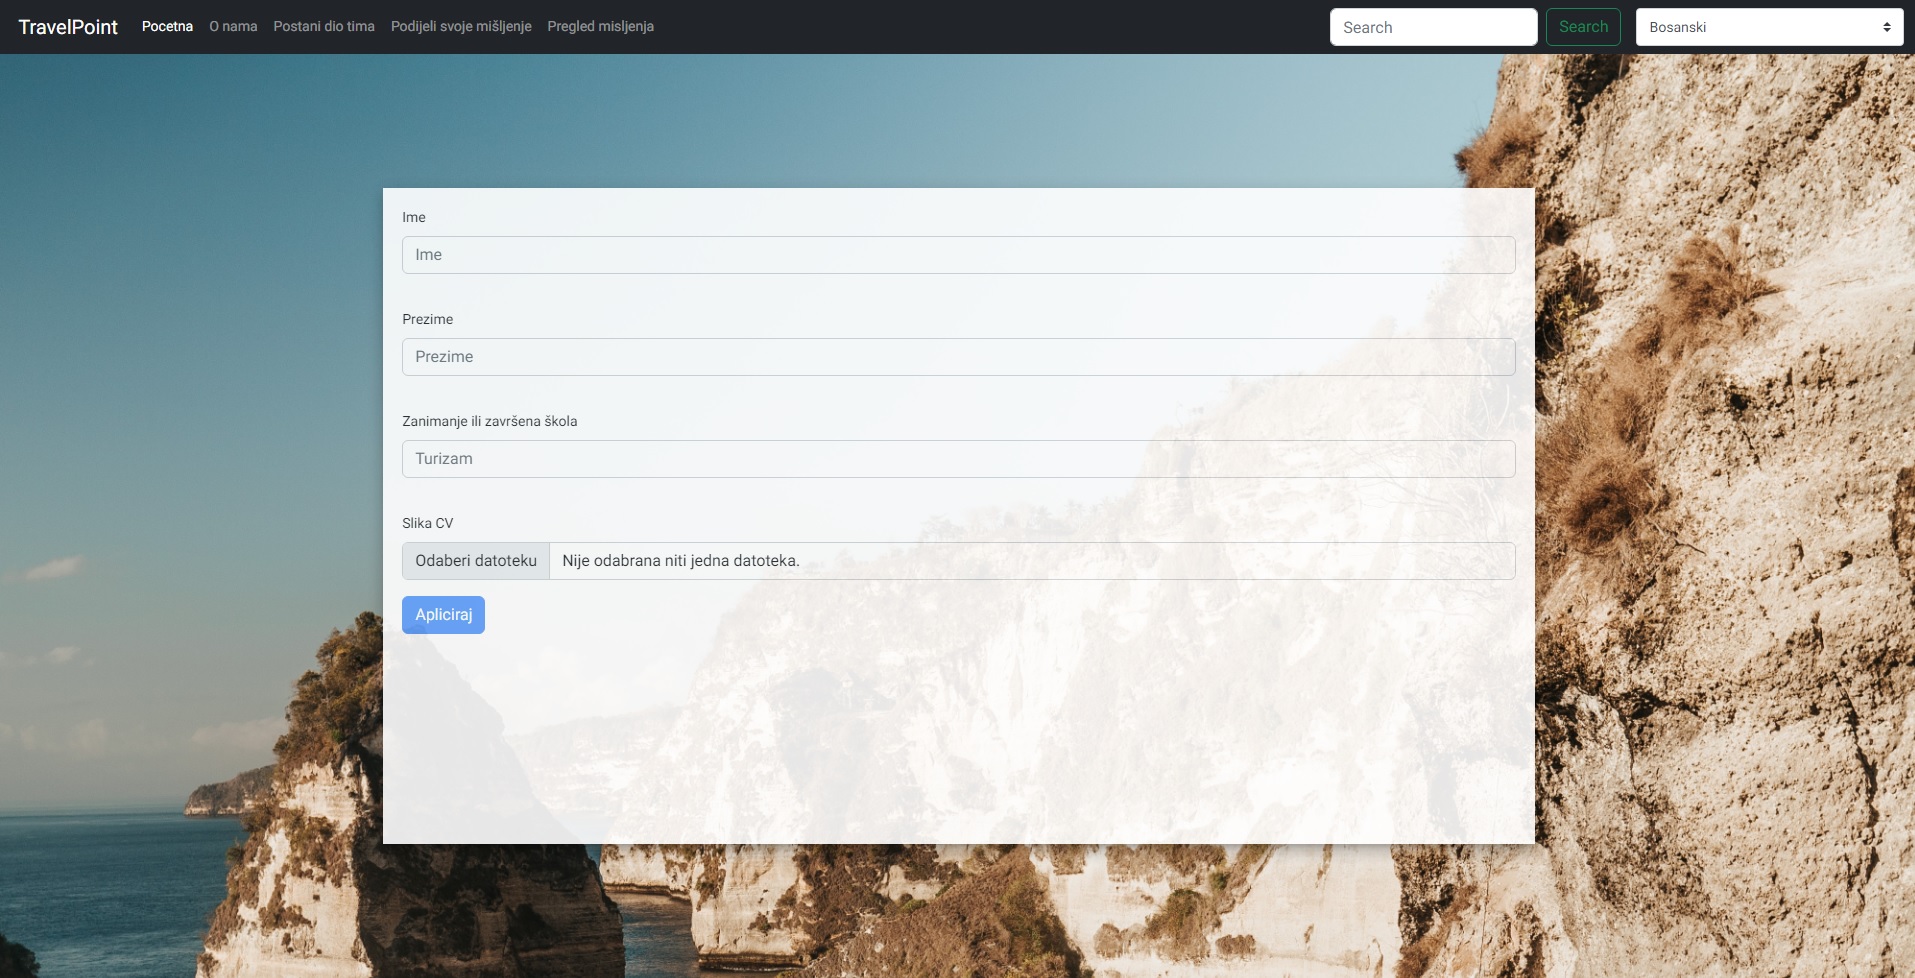 TravelPoint Pocetna O nama Postani dio tima Podijeli svoje mišljenje Pregled misljenja Search Search Bosanski
Ime
Ime
Prezime
Prezime
Zanimanje ili završena škola
Turizam
Slika CV
Odaberi datoteku Nije odabrana niti jedna datoteka.
Apliciraj